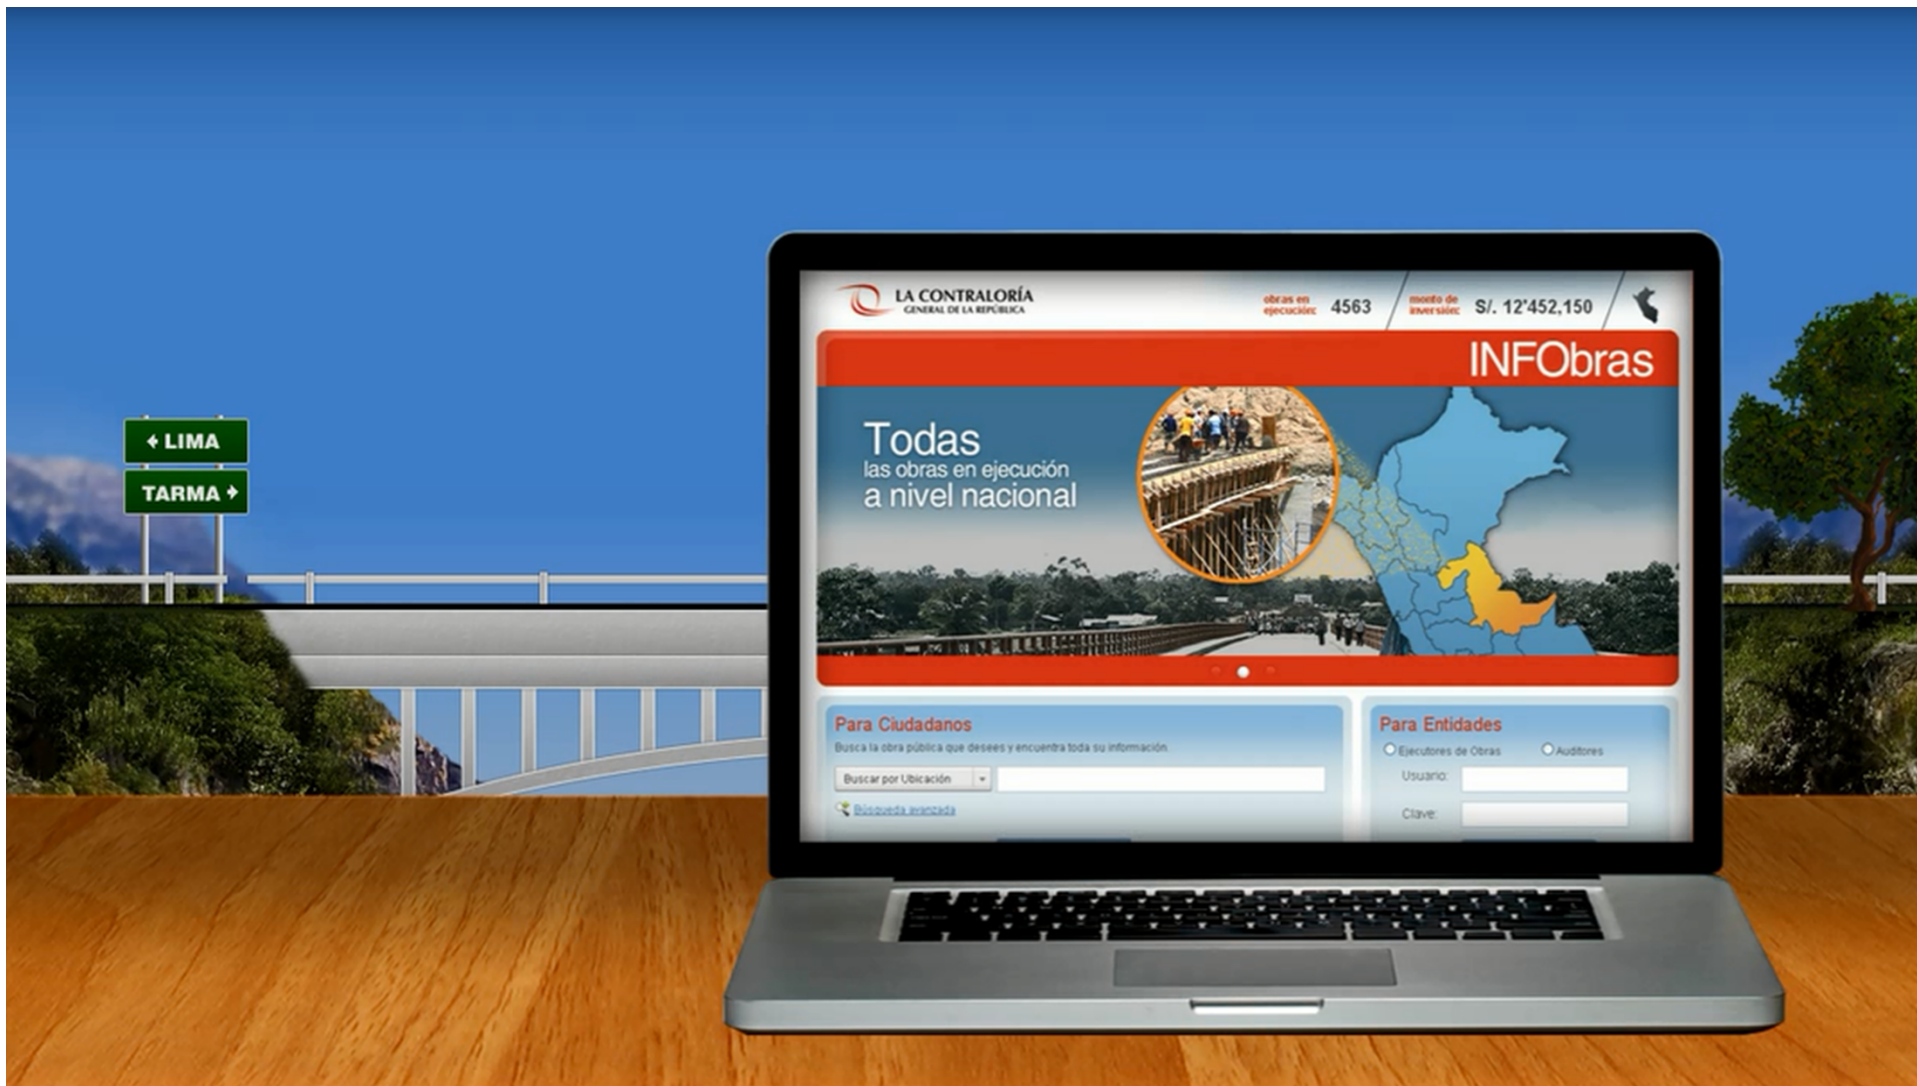 LIMA
TARMA
LA CONTRALORÍA
GENERAL DE LA REPÚBLICA
obras en
ejecución: 4563
monto de
inversión: S/. 12'452,150
INFObras
Todas
las obras en ejecución
a nivel nacional
Para Ciudadanos
Busca la obra pública que desees y encuentra toda su información.
Buscar por Ubicación
Búsqueda avanzada
Para Entidades
Ejecutores de Obras
Auditores
Usuario:
Clave: